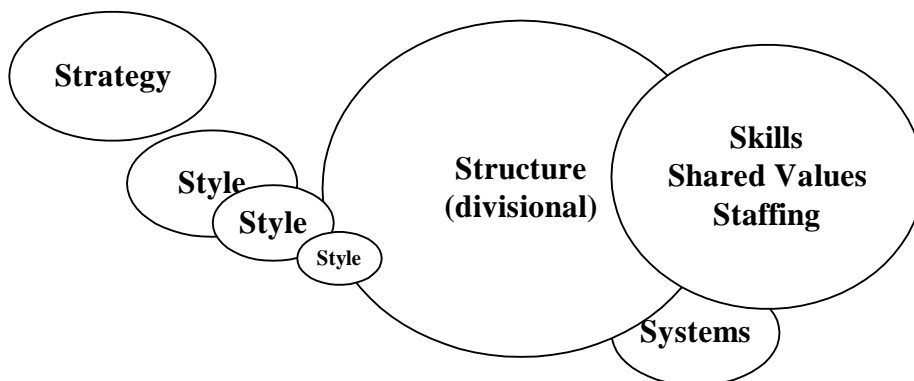 Strategy
Style
Style
Style
Structure
(divisional)
Skills
Shared Values
Staffing
Systems